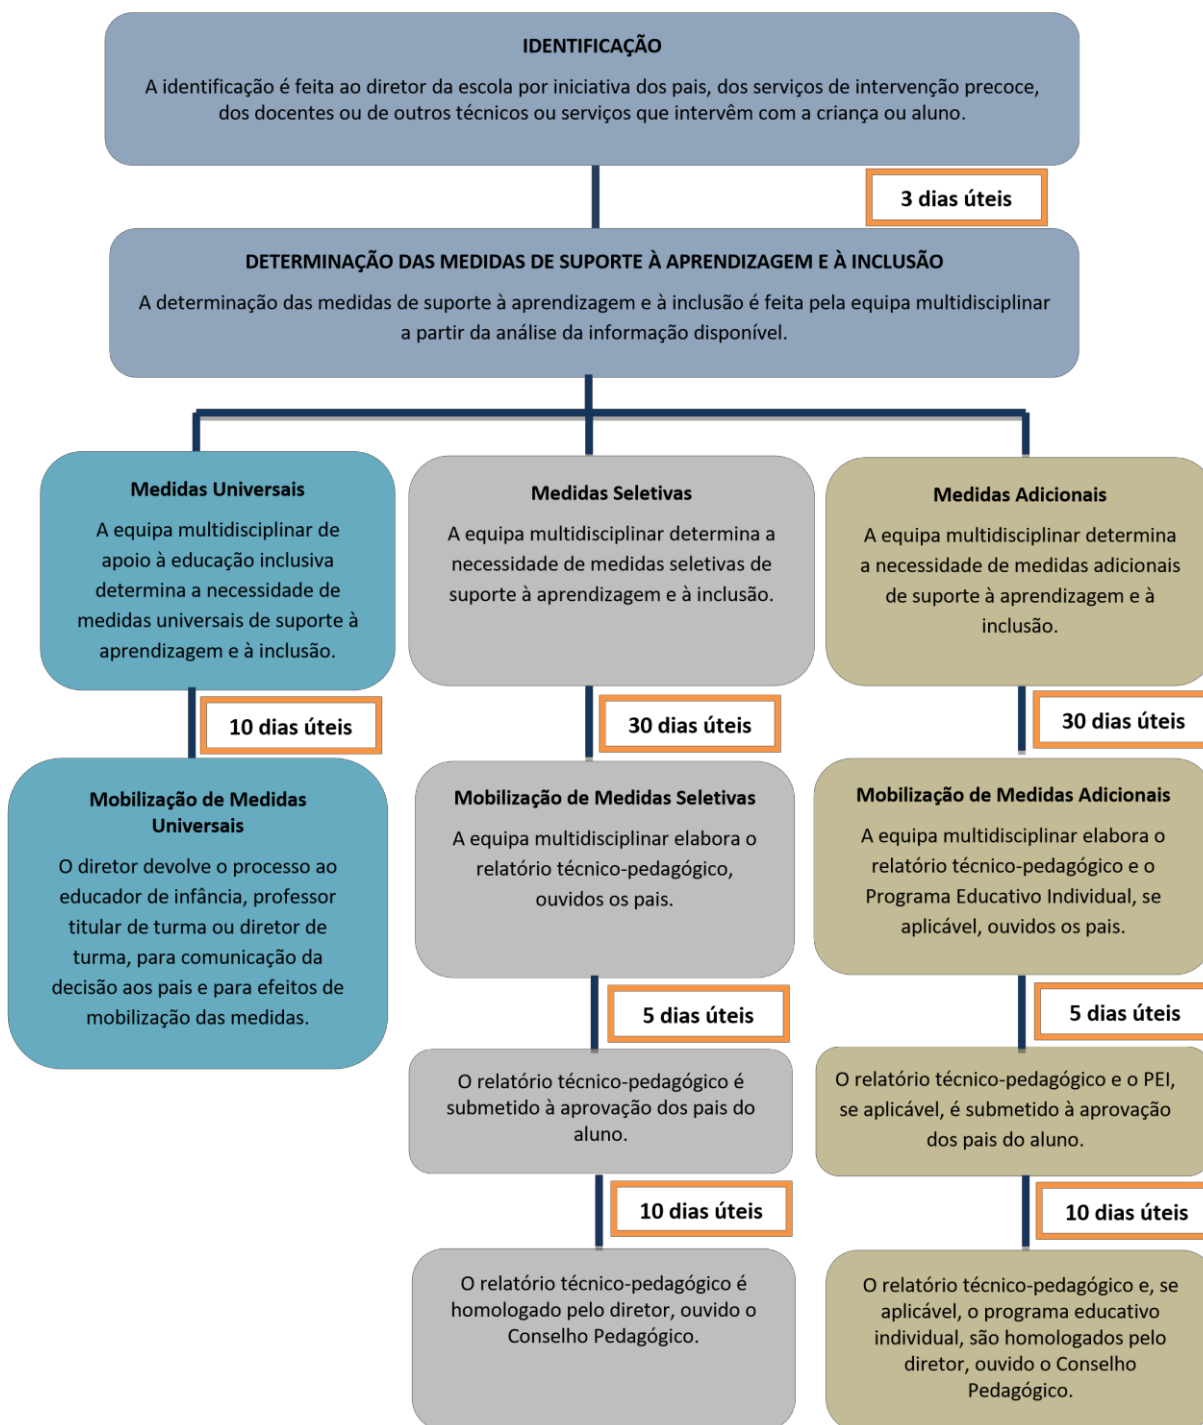 IDENTIFICAÇÃO
A identificação é feita ao diretor da escola por iniciativa dos pais, dos serviços de intervenção precoce,
dos docentes ou de outros técnicos ou serviços que intervêm com a criança ou aluno.
3 dias úteis
DETERMINAÇÃO DAS MEDIDAS DE SUPORTE À APRENDIZAGEM E À INCLUSÃO
A determinação das medidas de suporte à aprendizagem e à inclusão é feita pela equipa multidisciplinar
a partir da análise da informação disponível.
Medidas Universais
A equipa multidisciplinar de
apoio à educação inclusiva
determina a necessidade de
medidas universais de suporte à
aprendizagem e à inclusão.
10 dias úteis
Mobilização de Medidas
Universais
O diretor devolve o processo ao
educador de infância, professor
titular de turma ou diretor de
turma, para comunicação da
decisão aos pais e para efeitos de
mobilização das medidas.
Medidas Seletivas
A equipa multidisciplinar determina a
necessidade de medidas seletivas de
suporte à aprendizagem e à inclusão.
30 dias úteis
Mobilização de Medidas Seletivas
A equipa multidisciplinar elabora o
relatório técnico-pedagógico,
ouvidos os pais.
5 dias úteis
O relatório técnico-pedagógico é
submetido à aprovação dos pais do
aluno.
10 dias úteis
O relatório técnico-pedagógico é
homologado pelo diretor, ouvido o
Conselho Pedagógico.
Medidas Adicionais
A equipa multidisciplinar determina
a necessidade de medidas adicionais
de suporte à aprendizagem e à
inclusão.
30 dias úteis
Mobilização de Medidas Adicionais
A equipa multidisciplinar elabora o
relatório técnico-pedagógico e o
Programa Educativo Individual, se
aplicável, ouvidos os pais.
5 dias úteis
O relatório técnico-pedagógico e o PEI,
se aplicável, é submetido à aprovação
dos pais do aluno.
10 dias úteis
O relatório técnico-pedagógico e, se
aplicável, o programa educativo
individual, são homologados pelo
diretor, ouvido o Conselho
Pedagógico.